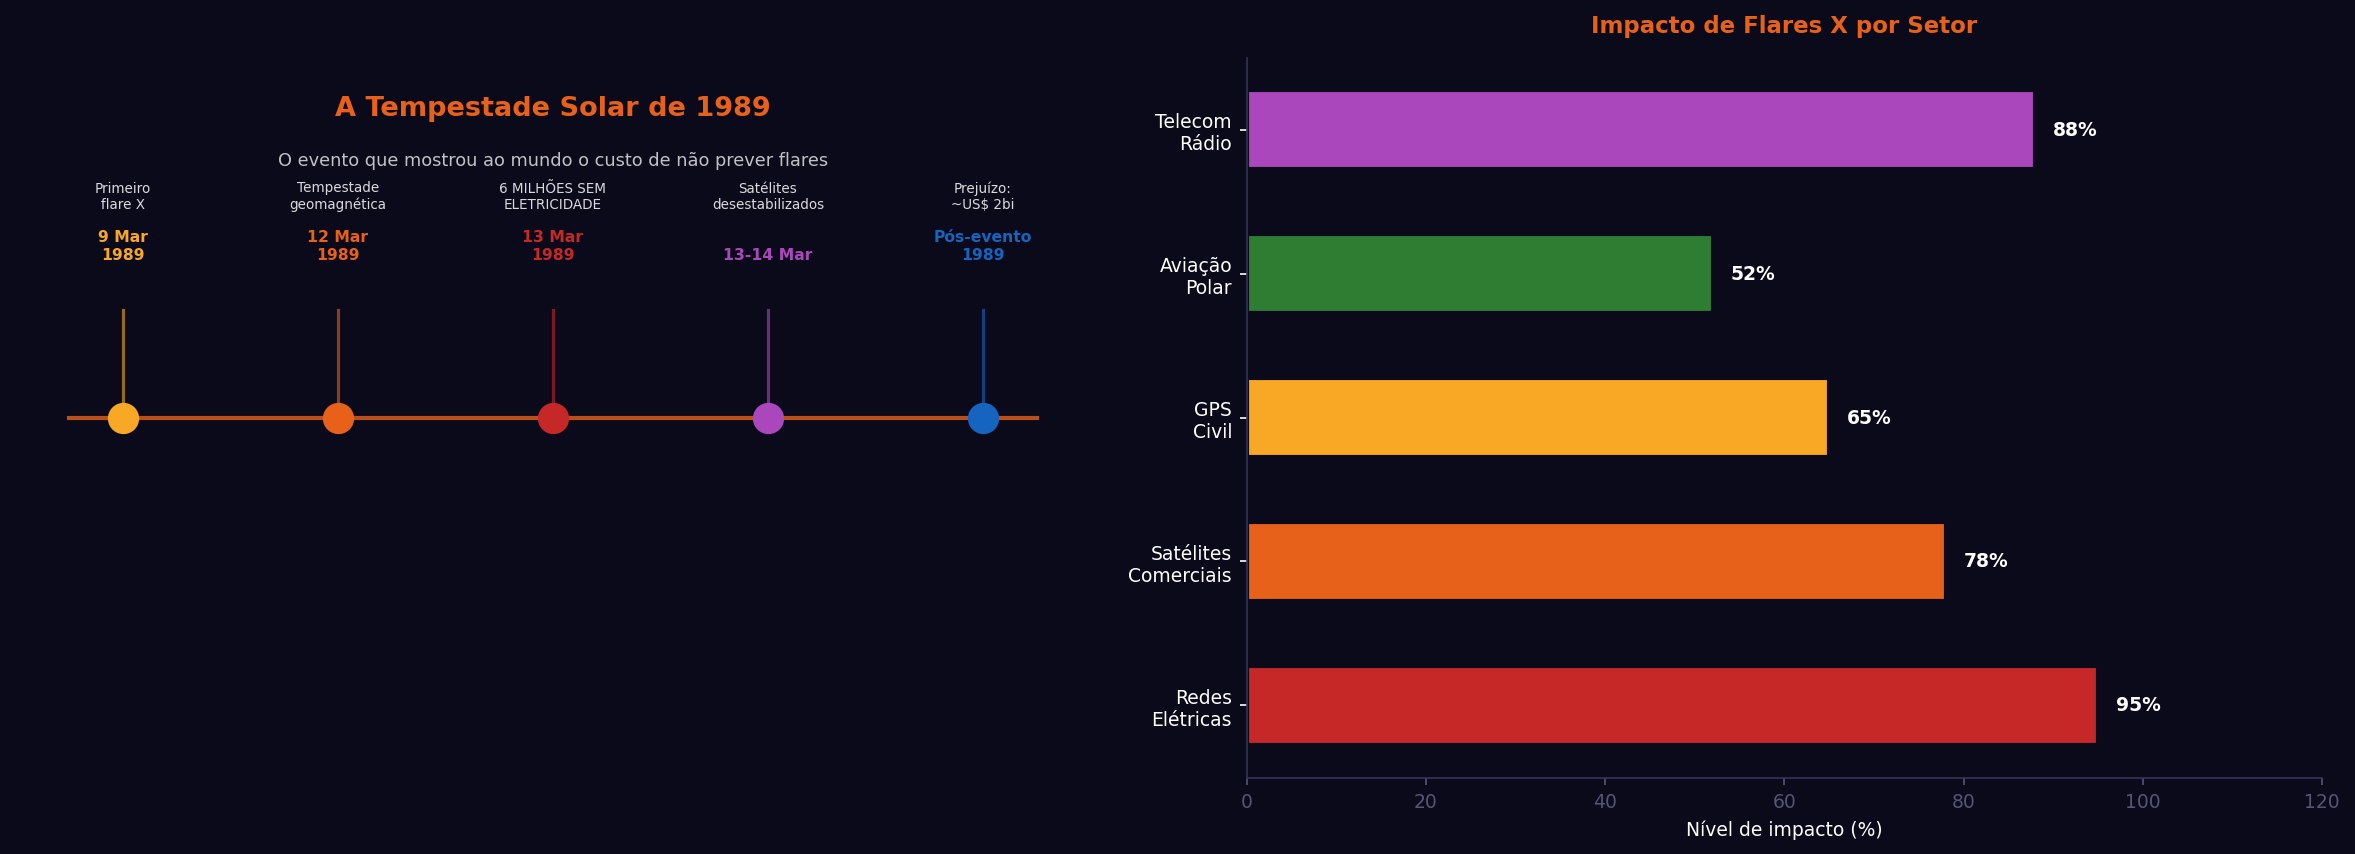 A Tempestade Solar de 1989
O evento que mostrou ao mundo o custo de não prever flares
Primeiro
flare X
9 Mar
1989
Tempestade
geomagnética
12 Mar
1989
6 MILHÕES SEM
ELETRICIDADE
13 Mar
1989
Satélites
desestabilizados
13-14 Mar
Prejuízo:
~US$ 2bi
Pós-evento
1989
Impacto de Flares X por Setor
Telecom
Rádio
88%
Aviação
Polar
52%
GPS
Civil
65%
Satélites
Comerciais
78%
Redes
Elétricas
95%
0 20 40 60 80 100 120
Nível de impacto (%)